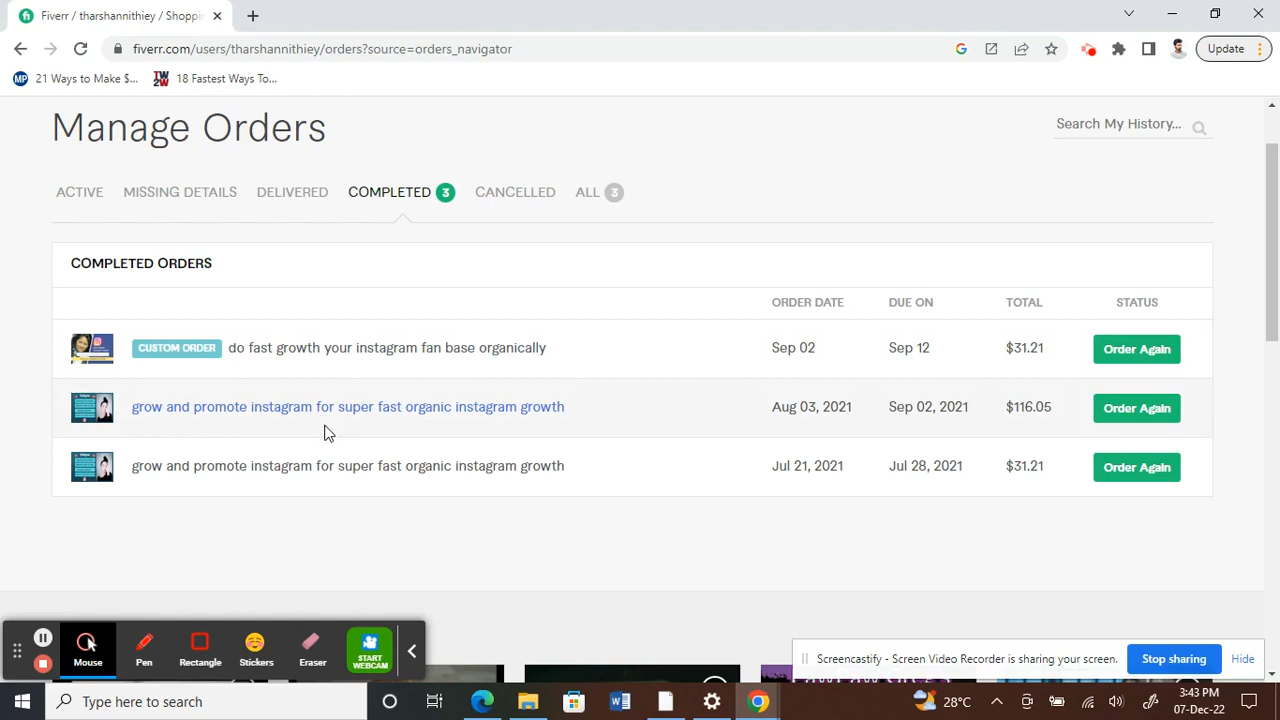 Fiverr / tharshannithiey / Shoppi
fiverr.com/users/tharshannithiey/orders?source=orders_navigator
Update
MP 21 Ways to Make $...
TW2W 18 Fastest Ways To...
Manage Orders
Search My History...
ACTIVE MISSING DETAILS DELIVERED COMPLETED 3 CANCELLED ALL 3
COMPLETED ORDERS
ORDER DATE DUE ON TOTAL STATUS
CUSTOM ORDER do fast growth your instagram fan base organically Sep 02 Sep 12 $31.21 Order Again
grow and promote instagram for super fast organic instagram growth Aug 03, 2021 Sep 02, 2021 $116.05 Order Again
grow and promote instagram for super fast organic instagram growth Jul 21, 2021 Jul 28, 2021 $31.21 Order Again
Mouse Pen Rectangle Stickers Eraser START WEBCAM
Screencastify - Screen Video Recorder is sharing your screen. Stop sharing Hide
Type here to search
28°C
3:43 PM
07-Dec-22